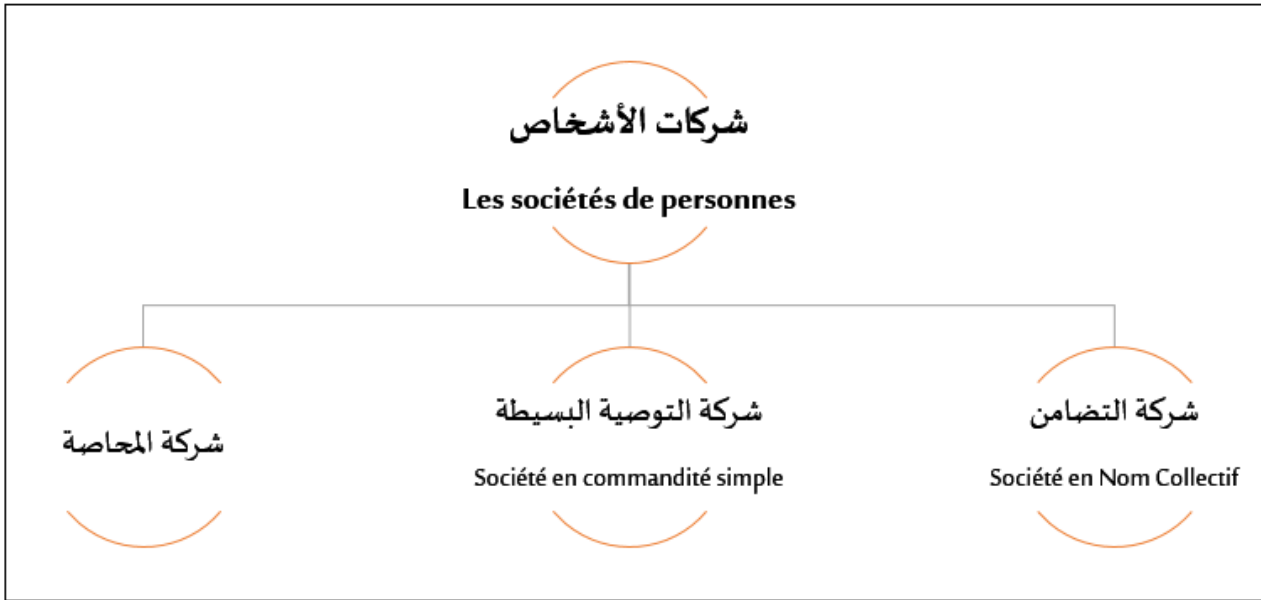 شركات الأشخاص
Les sociétés de personnes
شركة التضامن
Société en Nom Collectif
شركة التوصية البسيطة
Société en commandité simple
شركة المحاصة